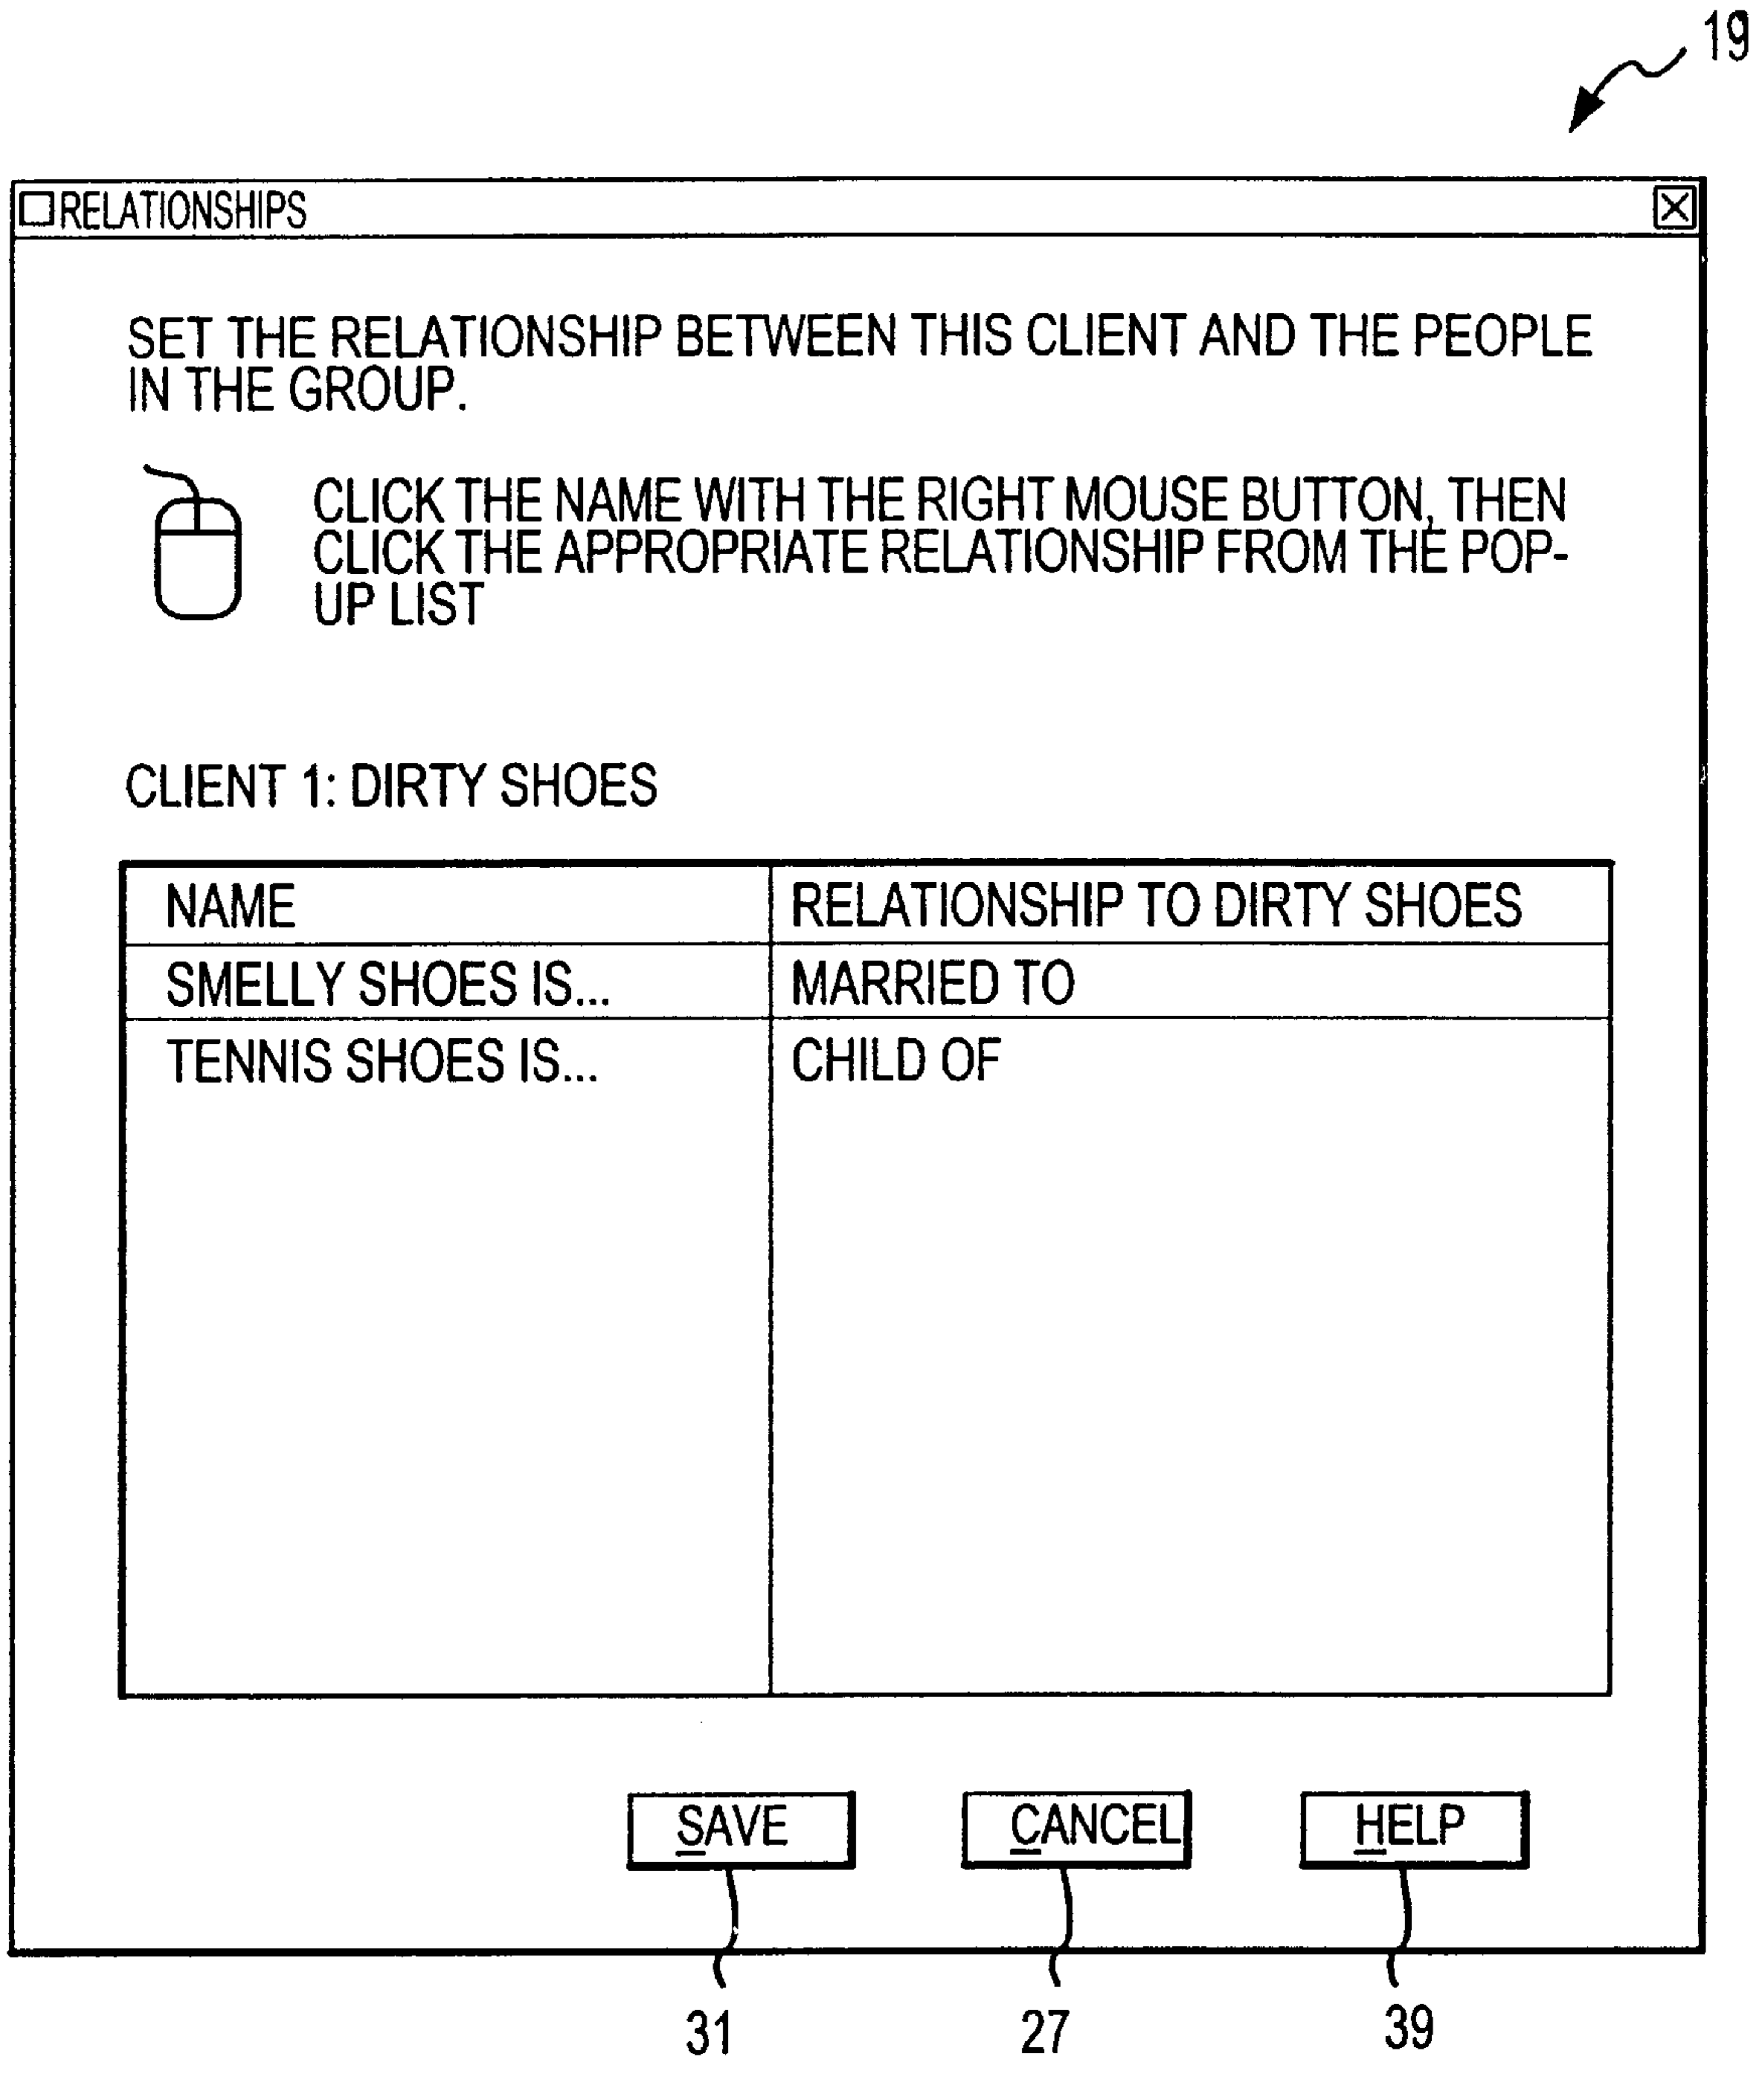 19
RELATIONSHIPS
SET THE RELATIONSHIP BETWEEN THIS CLIENT AND THE PEOPLE
IN THE GROUP.
CLICK THE NAME WITH THE RIGHT MOUSE BUTTON, THEN
CLICK THE APPROPRIATE RELATIONSHIP FROM THE POP-
UP LIST
CLIENT 1: DIRTY SHOES
NAME RELATIONSHIP TO DIRTY SHOES
SMELLY SHOES IS... MARRIED TO
TENNIS SHOES IS... CHILD OF
SAVE CANCEL HELP
31 27 39